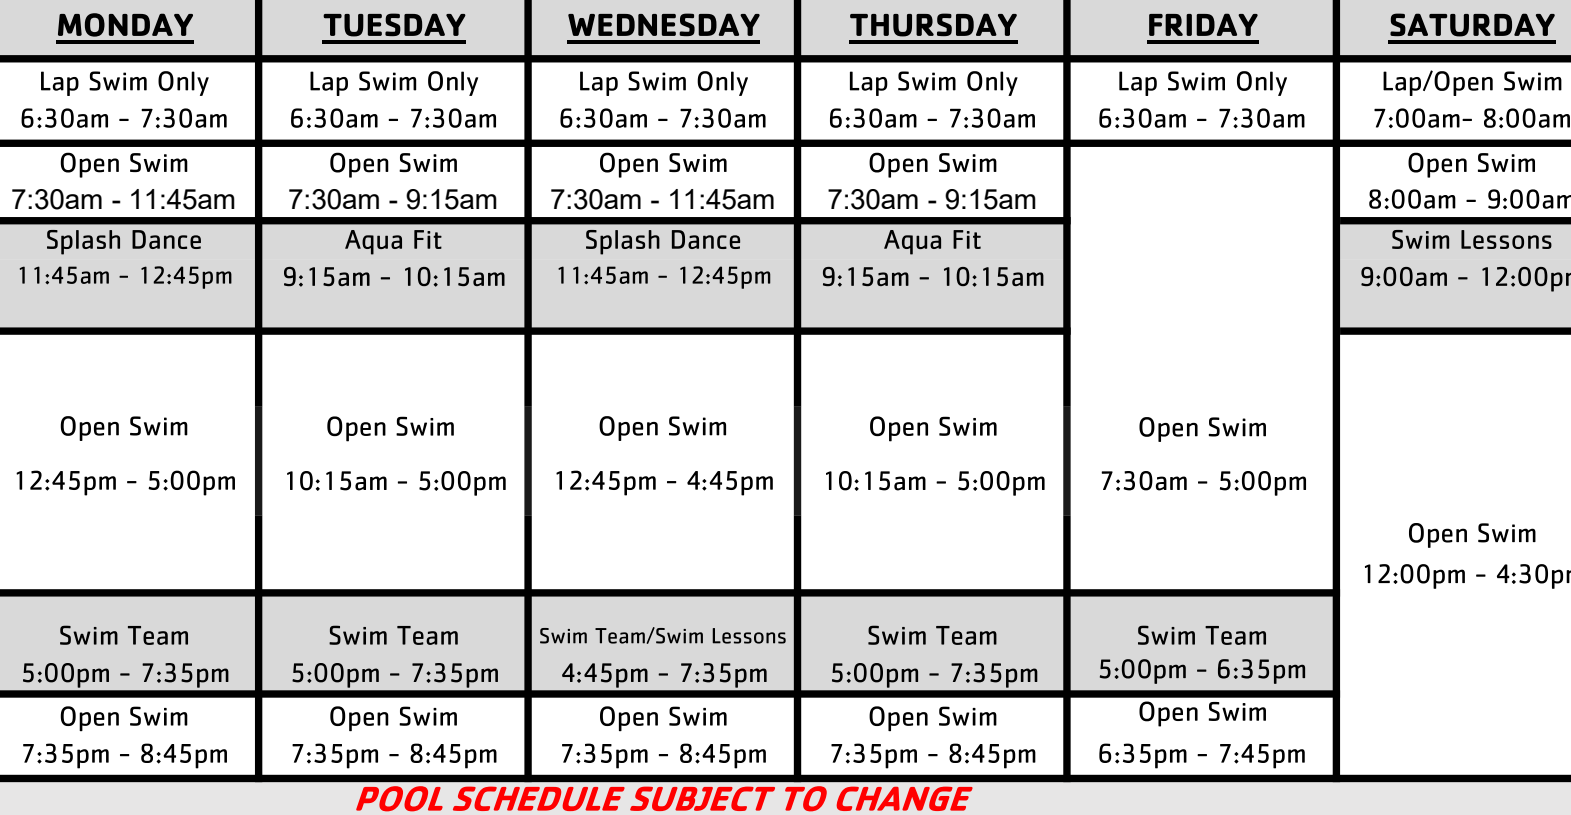 MONDAY TUESDAY WEDNESDAY THURSDAY FRIDAY SATURDAY
Lap Swim Only Lap Swim Only Lap Swim Only Lap Swim Only Lap Swim Only Lap/Open Swim
6:30am - 7:30am 6:30am - 7:30am 6:30am - 7:30am 6:30am - 7:30am 6:30am - 7:30am 7:00am- 8:00am
Open Swim Open Swim Open Swim Open Swim Open Swim
7:30am - 11:45am 7:30am - 9:15am 7:30am - 11:45am 7:30am - 9:15am 8:00am - 9:00am
Splash Dance Aqua Fit Splash Dance Aqua Fit Swim Lessons
11:45am - 12:45pm 9:15am - 10:15am 11:45am - 12:45pm 9:15am - 10:15am 9:00am - 12:00pm
Open Swim Open Swim Open Swim Open Swim Open Swim
12:45pm - 5:00pm 10:15am - 5:00pm 12:45pm - 4:45pm 10:15am - 5:00pm 7:30am - 5:00pm
Open Swim
12:00pm - 4:30pm
Swim Team Swim Team Swim Team/Swim Lessons Swim Team Swim Team
5:00pm - 7:35pm 5:00pm - 7:35pm 4:45pm - 7:35pm 5:00pm - 7:35pm 5:00pm - 6:35pm
Open Swim Open Swim Open Swim Open Swim Open Swim
7:35pm - 8:45pm 7:35pm - 8:45pm 7:35pm - 8:45pm 7:35pm - 8:45pm 6:35pm - 7:45pm
POOL SCHEDULE SUBJECT TO CHANGE